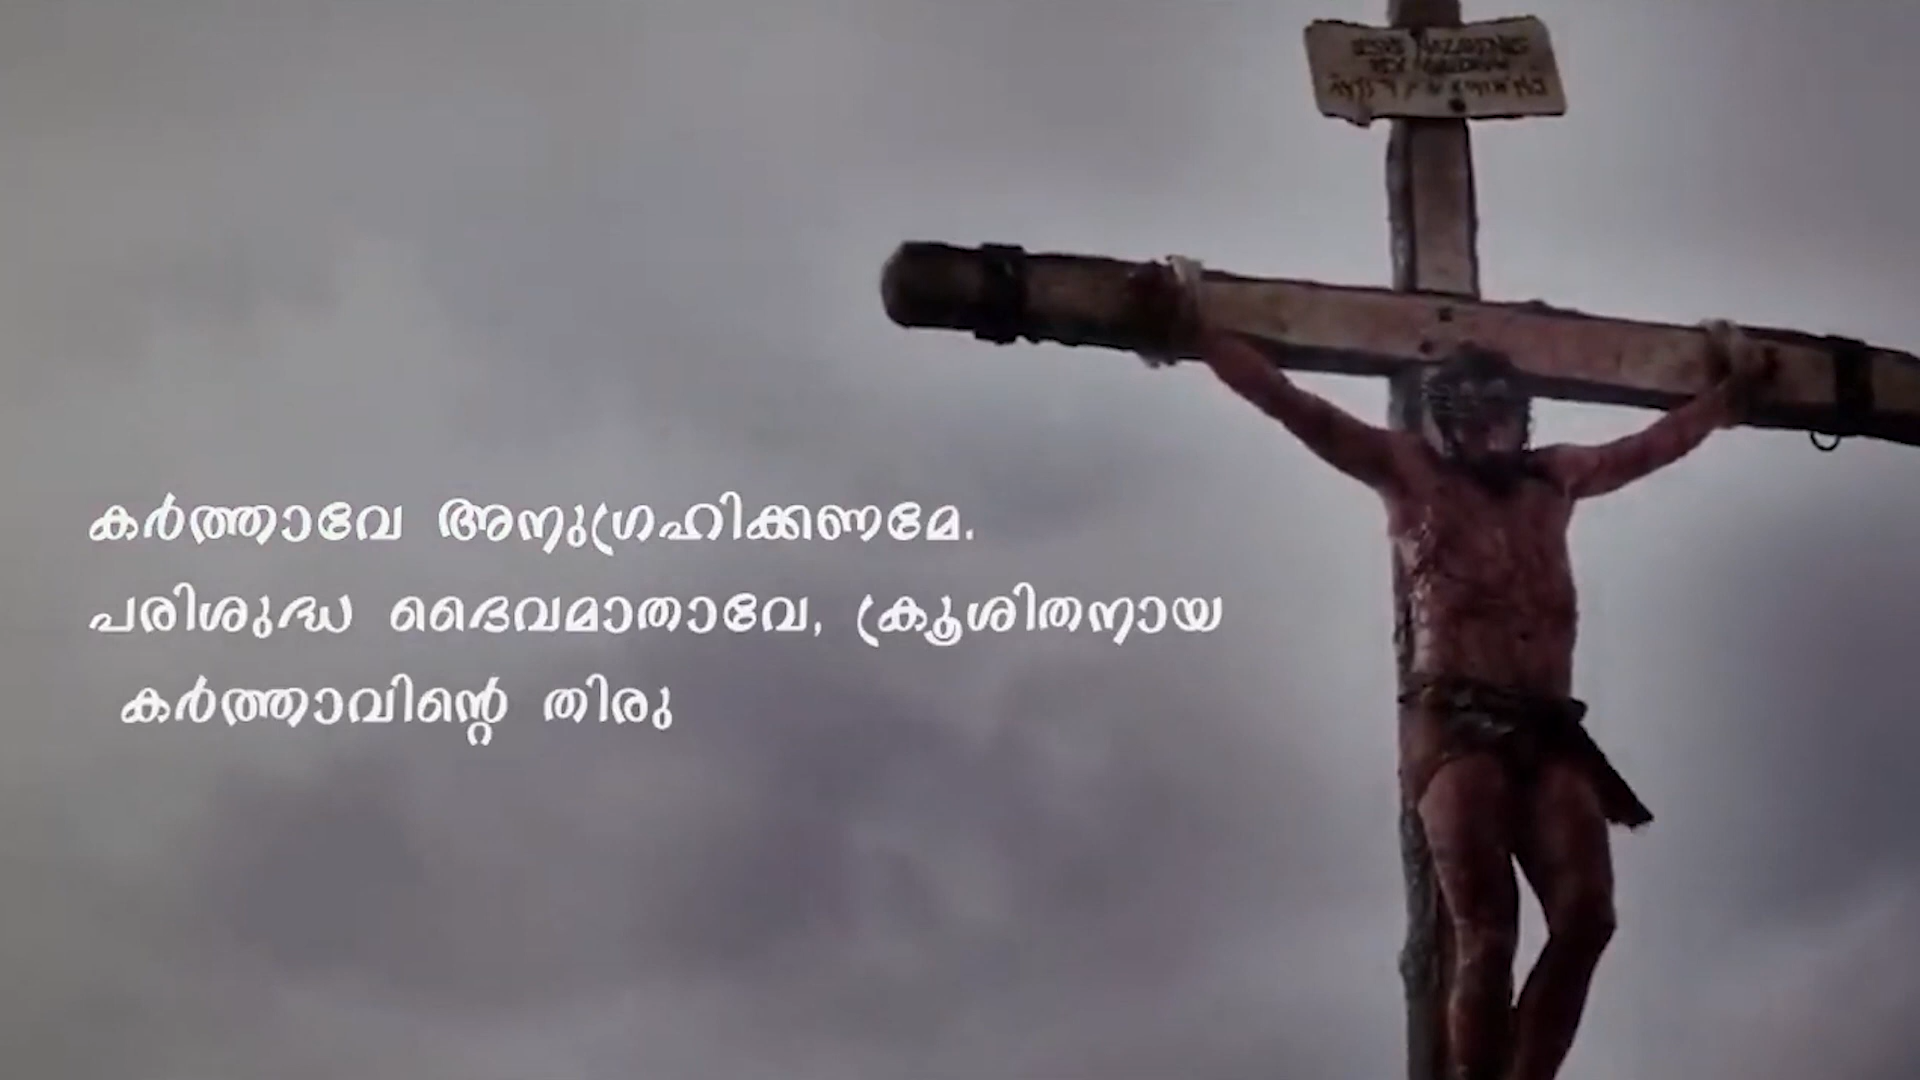 കർത്താവേ അനുഗ്രഹിക്കണമേ.
പരിശുദ്ധ ദൈവമാതാവേ, ക്രൂശിതനായ
കർത്താവിന്റെ തിരു